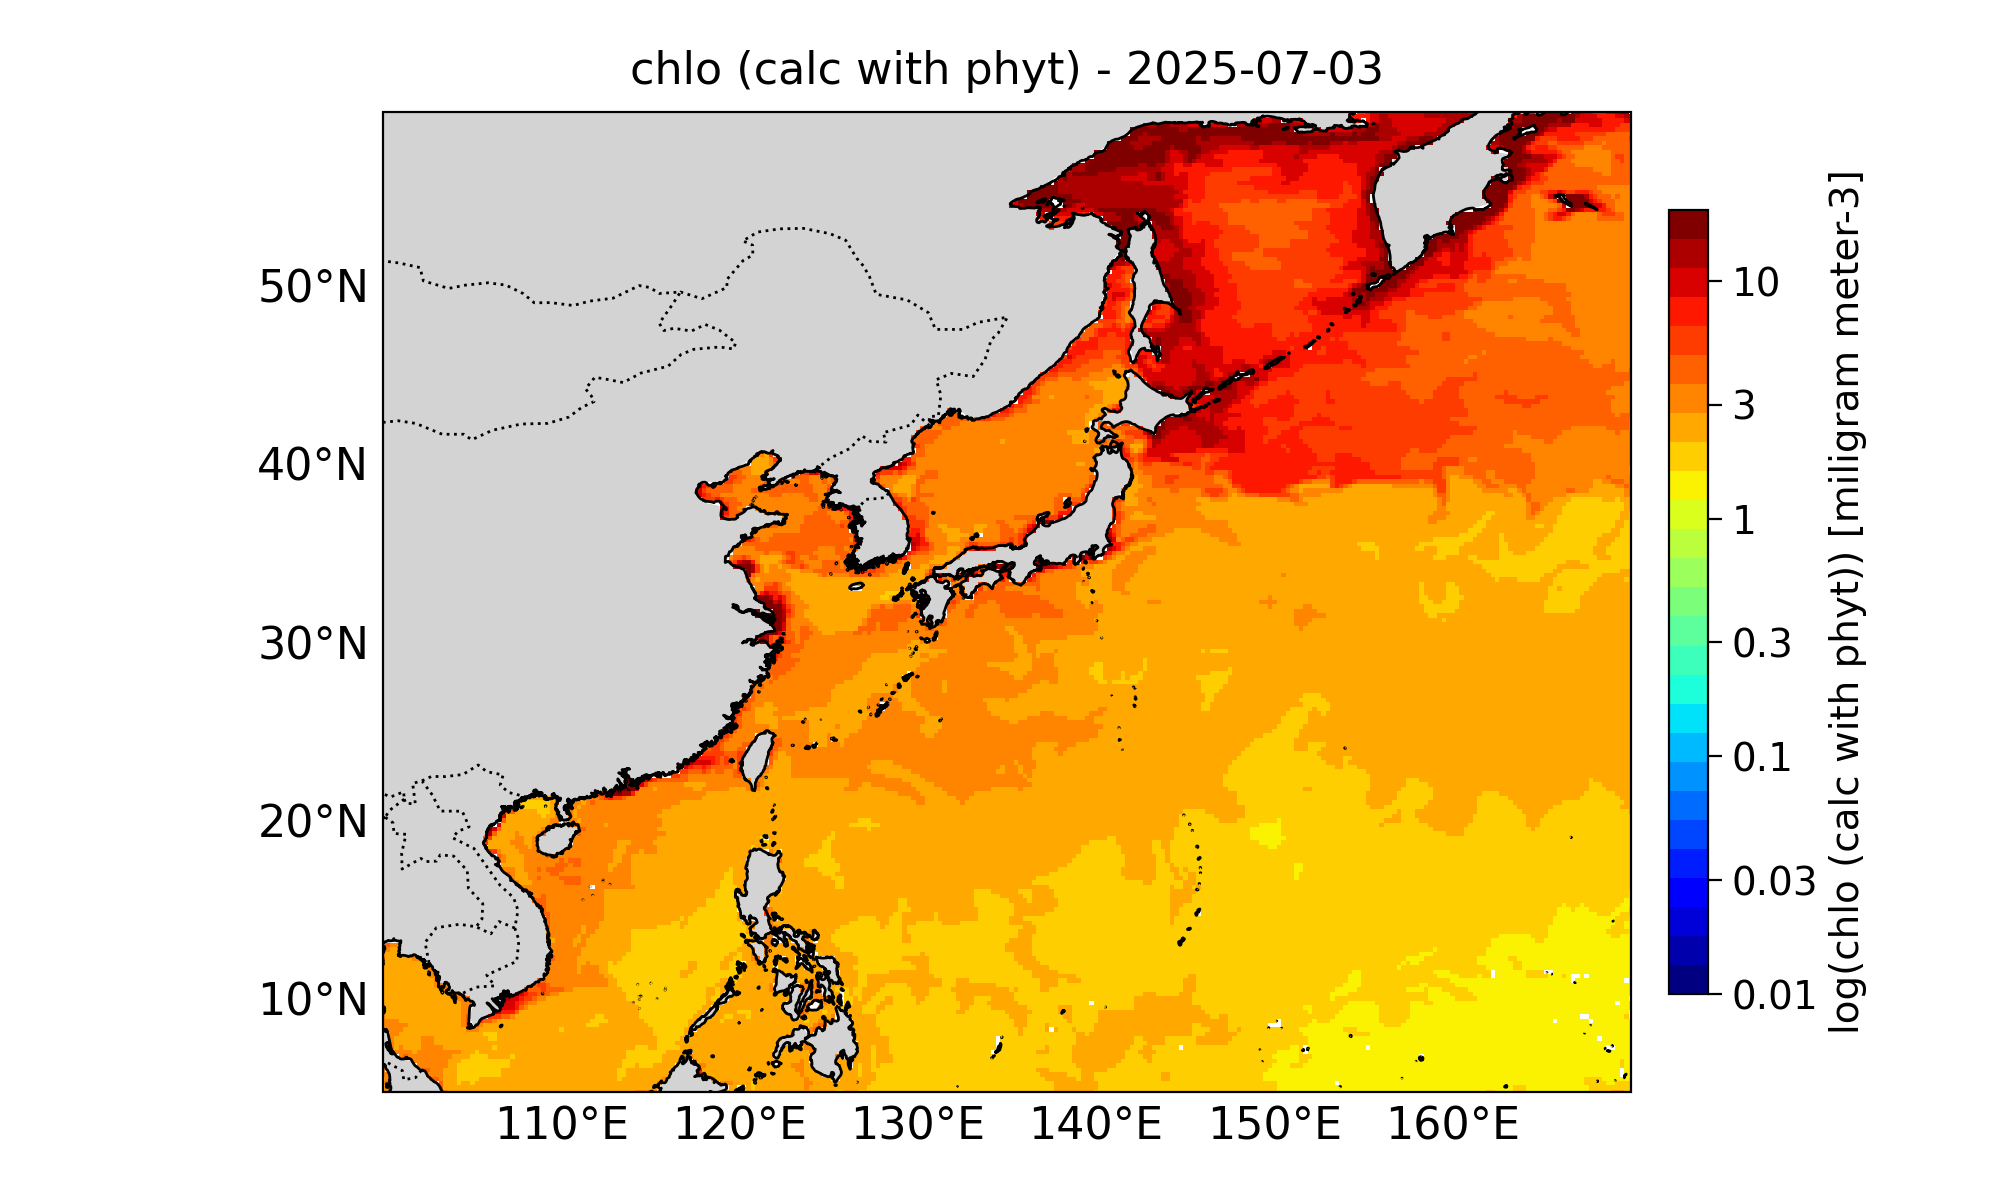 chlo (calc with phyt) - 2025-07-03
50°N
40°N
30°N
20°N
10°N
110°E
120°E
130°E
140°E
150°E
160°E
10
3
1
0.3
0.1
0.03
0.01
log(chlo (calc with phyt)) [miligram meter-3]